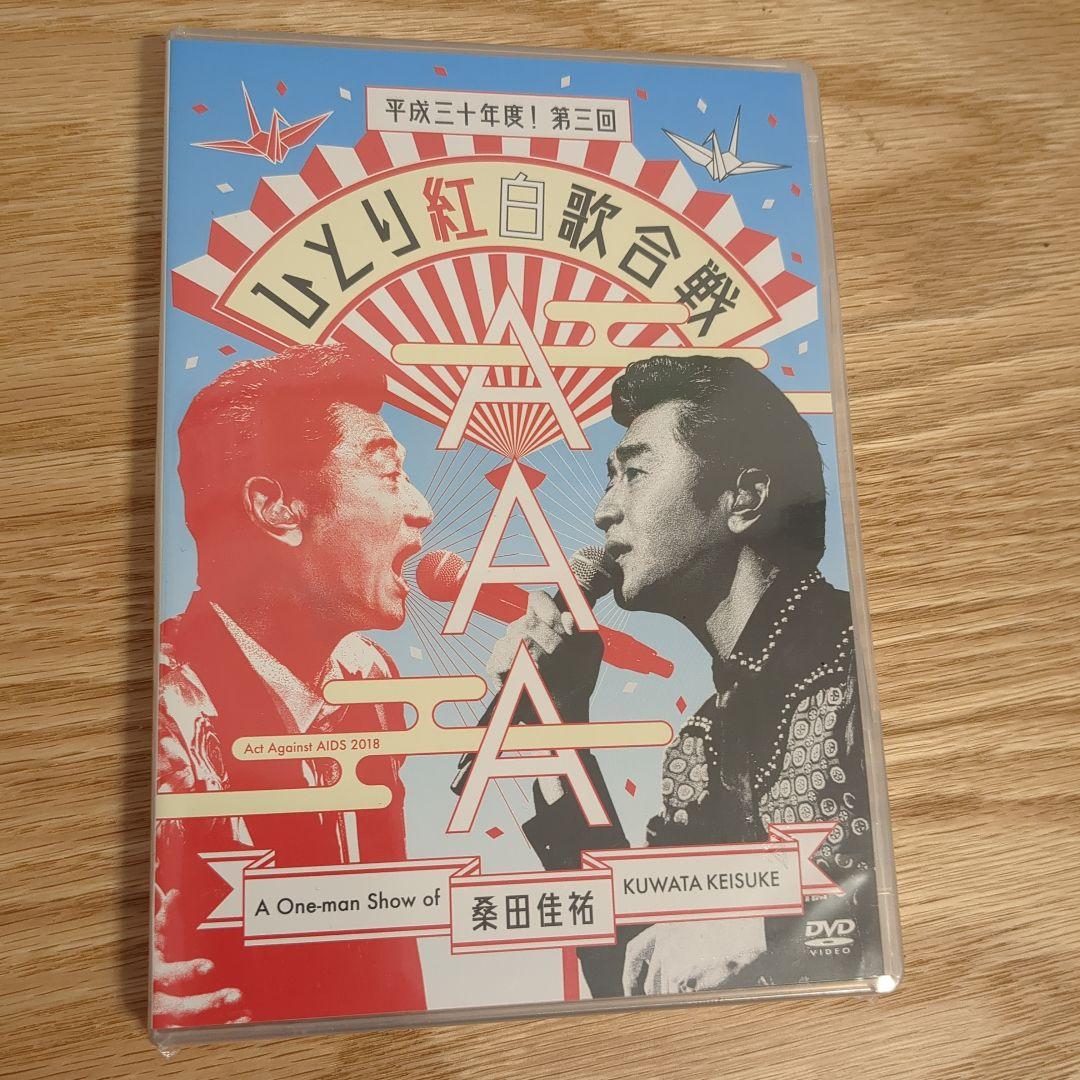 平成三十年度! 第三回
ひとり紅白歌合戦
A
A
A
Act Against AIDS 2018
A One-man Show of 桑田佳祐 KUWATA KEISUKE
DVD
VIDEO